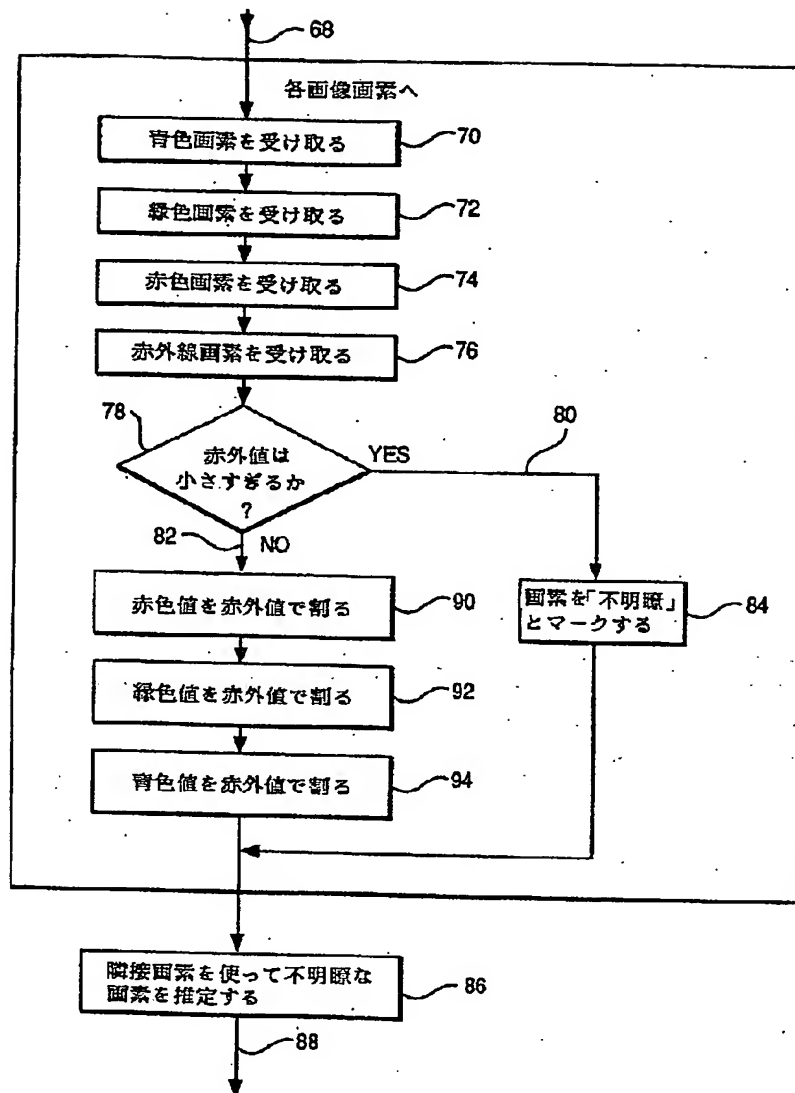 68
各画像画素へ
青色画素を受け取る
70
緑色画素を受け取る
72
赤色画素を受け取る
74
赤外線画素を受け取る
76
78
赤外値は
小さすぎるか
?
YES
80
82
NO
赤色値を赤外値で割る
90
画素を「不明瞭」
とマークする
84
緑色値を赤外値で割る
92
青色値を赤外値で割る
94
隣接画素を使って不明瞭な
画素を推定する
86
88